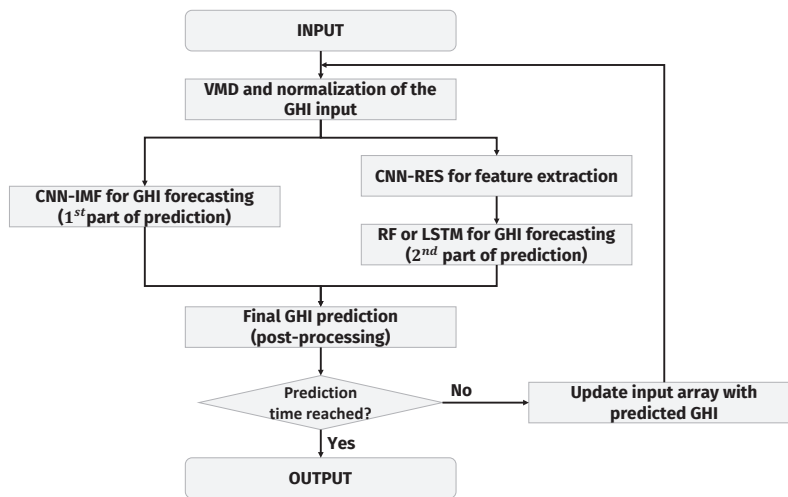 INPUT
VMD and normalization of the
GHI input
CNN-IMF for GHI forecasting
(1st part of prediction)
CNN-RES for feature extraction
RF or LSTM for GHI forecasting
(2nd part of prediction)
Final GHI prediction
(post-processing)
Prediction
time reached?
No
Update input array with
predicted GHI
Yes
OUTPUT